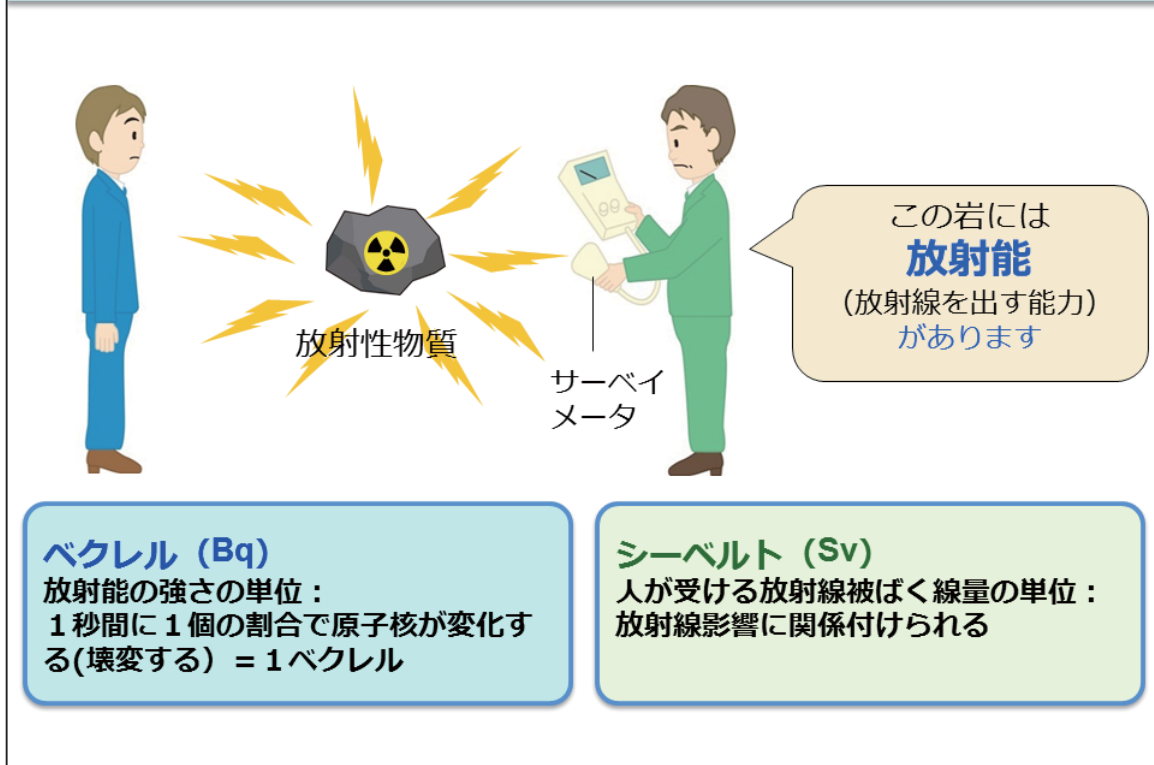 この岩には
放射能
（放射線を出す能力）
があります
放射性物質
サーベイ
メータ
ベクレル（Bq）
放射能の強さの単位：
１秒間に１個の割合で原子核が変化す
る(壊変する）=１ベクレル
シーベルト（Sv）
人が受ける放射線被ばく線量の単位：
放射線影響に関係付けられる